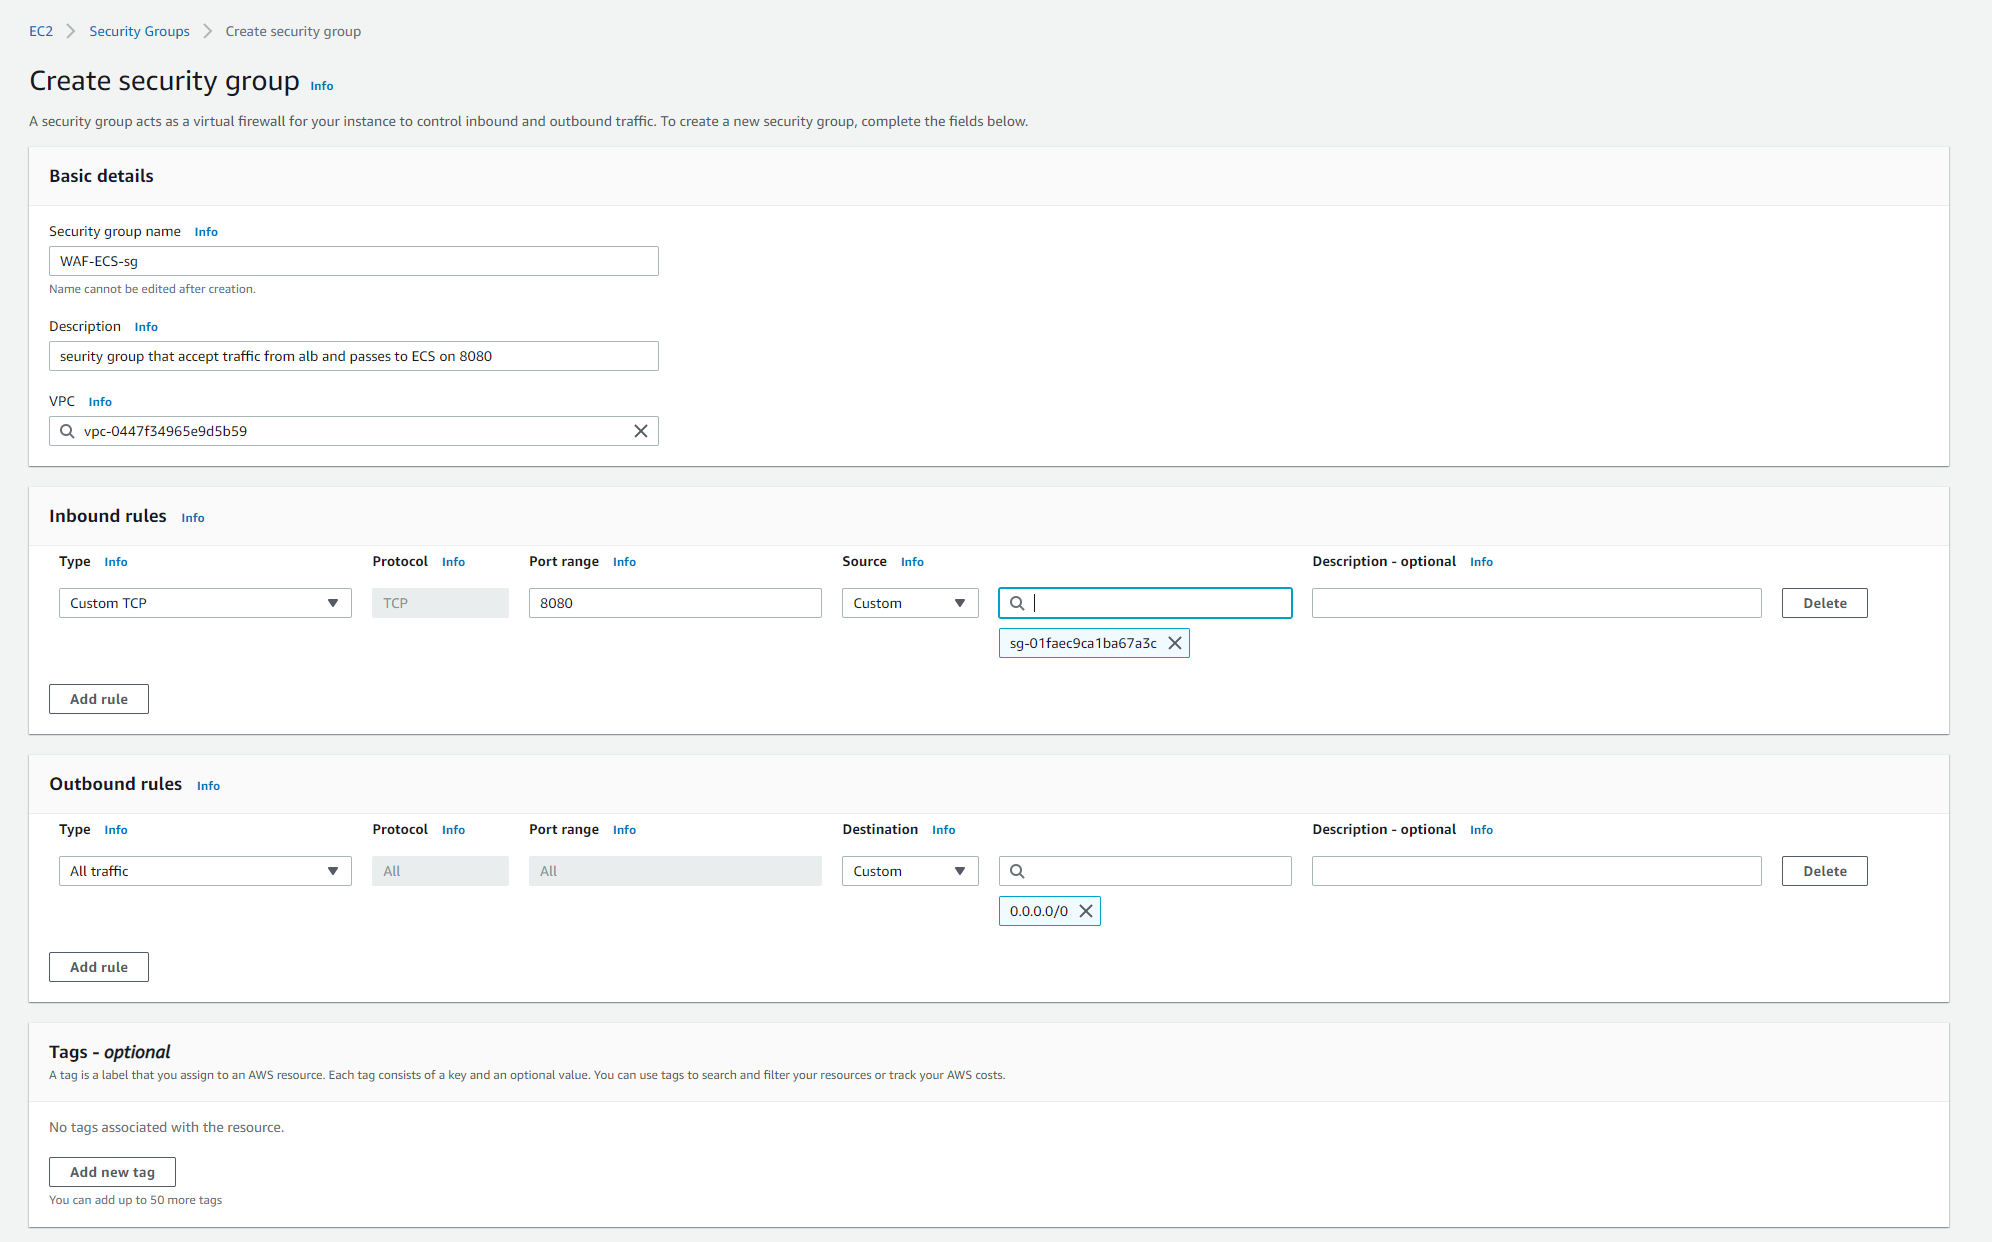 EC2 > Security Groups > Create security group
Create security group Info
A security group acts as a virtual firewall for your instance to control inbound and outbound traffic. To create a new security group, complete the fields below.
Basic details
Security group name Info
WAF-ECS-sg
Name cannot be edited after creation.
Description Info
seurity group that accept traffic from alb and passes to ECS on 8080
VPC Info
vpc-0447f34965e9d5b59
Inbound rules Info
Type Info Protocol Info Port range Info Source Info Description - optional Info
Custom TCP TCP 8080 Custom Delete
sg-01faec9ca1ba67a3c
Add rule
Outbound rules Info
Type Info Protocol Info Port range Info Destination Info Description - optional Info
All traffic All All Custom Delete
0.0.0.0/0
Add rule
Tags - optional
A tag is a label that you assign to an AWS resource. Each tag consists of a key and an optional value. You can use tags to search and filter your resources or track your AWS costs.
No tags associated with the resource.
Add new tag
You can add up to 50 more tags